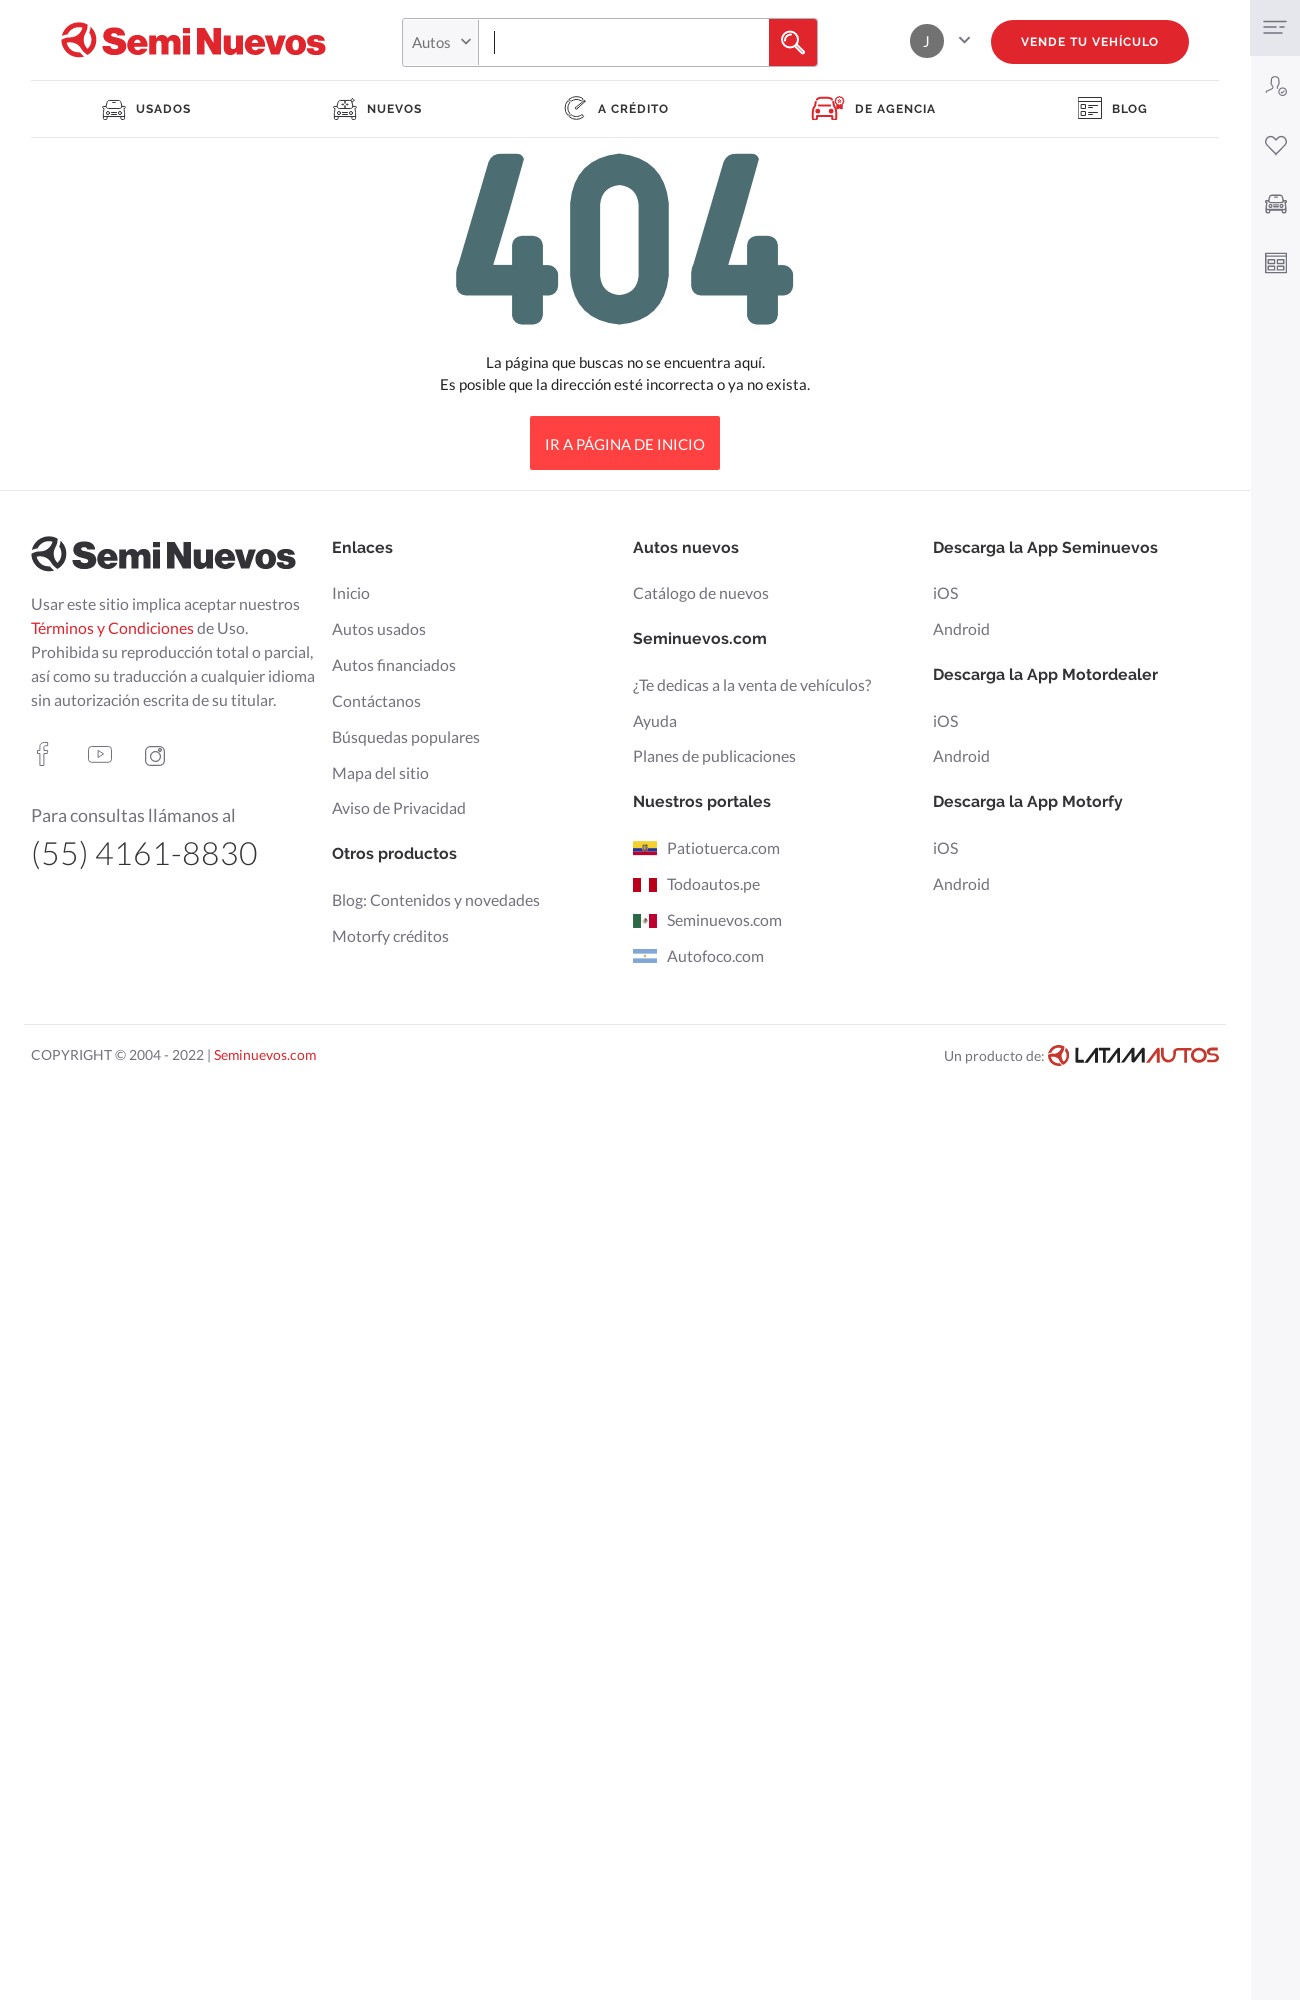 Semi Nuevos
Autos
J
VENDE TU VEHÍCULO
USADOS
NUEVOS
A CRÉDITO
DE AGENCIA
BLOG
404
La página que buscas no se encuentra aquí.
Es posible que la dirección esté incorrecta o ya no exista.
IR A PÁGINA DE INICIO
Semi Nuevos
Usar este sitio implica aceptar nuestros
Términos y Condiciones de Uso.
Prohibida su reproducción total o parcial,
así como su traducción a cualquier idioma
sin autorización escrita de su titular.
Para consultas llámanos al
(55) 4161-8830
Enlaces
Inicio
Autos usados
Autos financiados
Contáctanos
Búsquedas populares
Mapa del sitio
Aviso de Privacidad
Otros productos
Blog: Contenidos y novedades
Motorfy créditos
Autos nuevos
Catálogo de nuevos
Seminuevos.com
¿Te dedicas a la venta de vehículos?
Ayuda
Planes de publicaciones
Nuestros portales
Patiotuerca.com
Todoautos.pe
Seminuevos.com
Autofoco.com
Descarga la App Seminuevos
iOS
Android
Descarga la App Motordealer
iOS
Android
Descarga la App Motorfy
iOS
Android
COPYRIGHT © 2004 - 2022 | Seminuevos.com
Un producto de: LATAMAUTOS